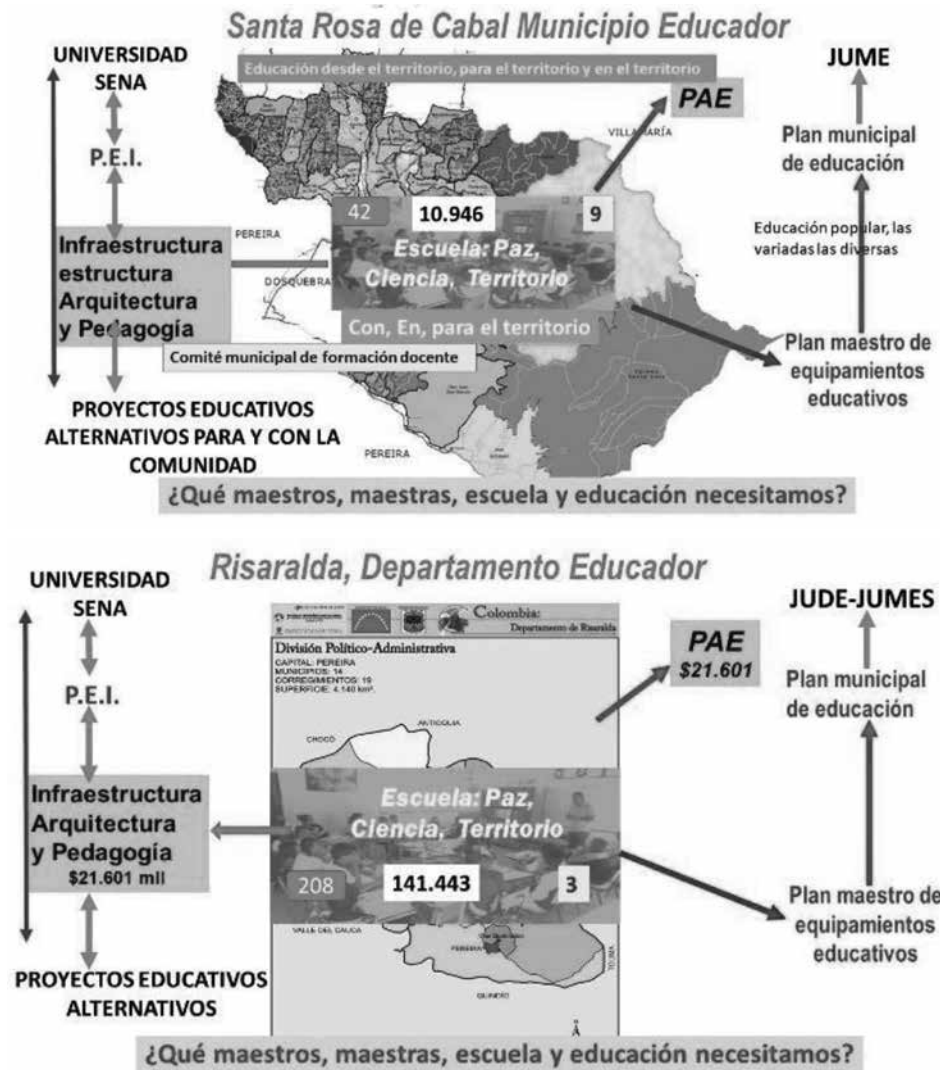 Santa Rosa de Cabal Municipio Educador
UNIVERSIDAD
SENA
P.E.I.
Infraestructura
estructura
Arquitectura
y Pedagogía
PROYECTOS EDUCATIVOS
ALTERNATIVOS PARA Y CON LA
COMUNIDAD
Educación desde el territorio, para el territorio y en el territorio
PAE
VILLAMARÍA
42
10.946
9
PEREIRA
Escuela: Paz,
Ciencia, Territorio
DOSQUEBRA
Con, En, para el territorio
Comité municipal de formación docente
PEREIRA
JUME
Plan municipal
de educación
Educación popular, las
variadas las diversas
Plan maestro de
equipamientos
educativos
¿Qué maestros, maestras, escuela y educación necesitamos?
Risaralda, Departamento Educador
UNIVERSIDAD
SENA
P.E.I.
Infraestructura
Arquitectura
y Pedagogía
$21.601 mll
PROYECTOS EDUCATIVOS
ALTERNATIVOS
Colombia:
Departamento de Risaralda
División Político-Administrativa
CAPITAL: PEREIRA
MUNICIPIOS: 14
CORREGIMIENTOS: 19
SUPERFICIE: 4.140 km².
PAE
$21.601
ANTIOQUIA
CHOCÓ
Escuela: Paz,
Ciencia, Territorio
208
141.443
3
VALLE DEL CAUCA
PEREIRA
TOLIMA
QUINDÍO
JUDE-JUMES
Plan municipal
de educación
Plan maestro de
equipamientos
educativos
¿Qué maestros, maestras, escuela y educación necesitamos?